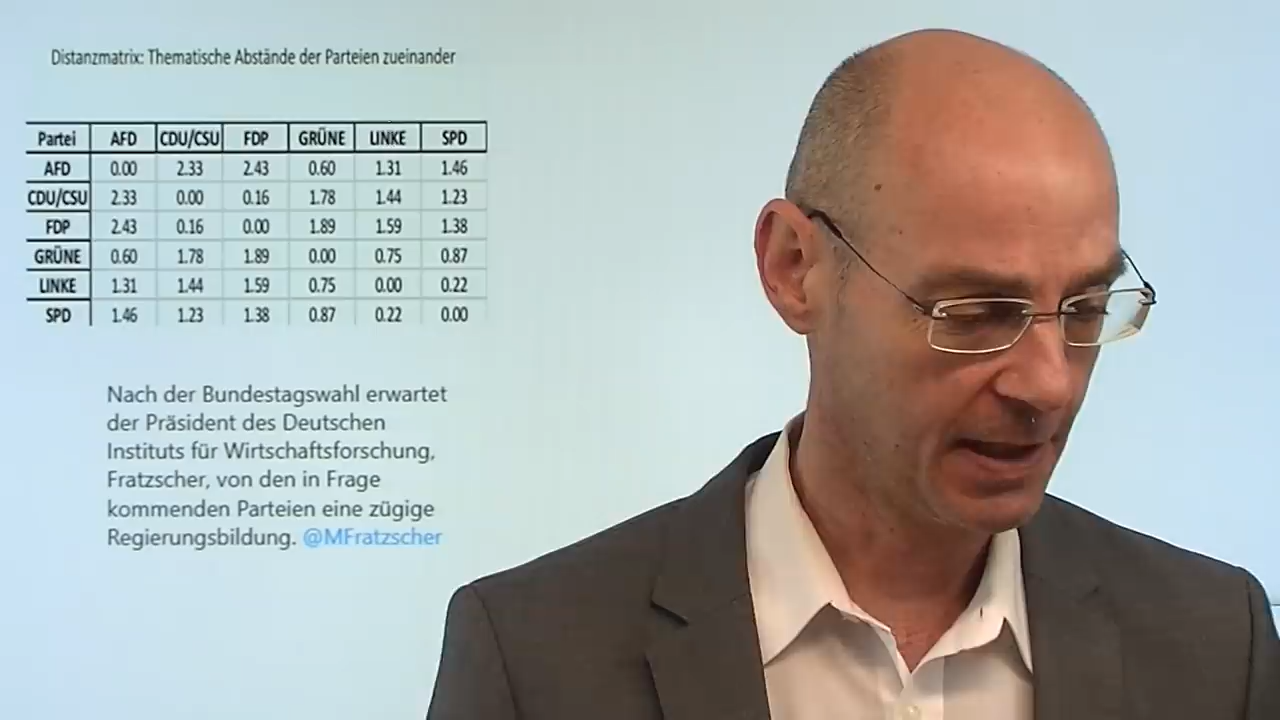 Distanzmatrix: Thematische Abstände der Parteien zueinander
Partei AFD CDU/CSU FDP GRÜNE LINKE SPD
AFD 0.00 2.33 2.43 0.60 1.31 1.46
CDU/CSU 2.33 0.00 0.16 1.78 1.44 1.23
FDP 2.43 0.16 0.00 1.89 1.59 1.38
GRÜNE 0.60 1.78 1.89 0.00 0.75 0.87
LINKE 1.31 1.44 1.59 0.75 0.00 0.22
SPD 1.46 1.23 1.38 0.87 0.22 0.00
Nach der Bundestagswahl erwartet
der Präsident des Deutschen
Instituts für Wirtschaftsforschung,
Fratzscher, von den in Frage
kommenden Parteien eine zügige
Regierungsbildung. @MFratzscher